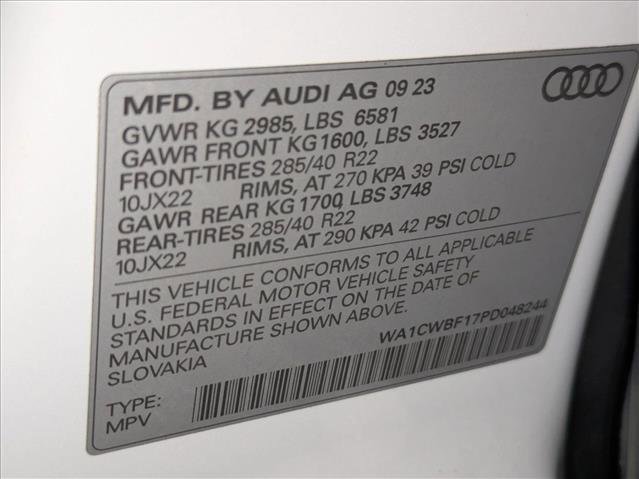 MFD. BY AUDI AG 09 23
GVWR KG 2985, LBS 6581
GAWR FRONT KG1600, LBS 3527
FRONT-TIRES 285/40 R22
10JX22 RIMS, AT 270 KPA 39 PSI COLD
GAWR REAR KG 1700, LBS 3748
REAR-TIRES 285/40 R22
10JX22 RIMS, AT 290 KPA 42 PSI COLD
THIS VEHICLE CONFORMS TO ALL APPLICABLE
U.S. FEDERAL MOTOR VEHICLE SAFETY
STANDARDS IN EFFECT ON THE DATE OF
MANUFACTURE SHOWN ABOVE.
SLOVAKIA
WA1CWBF17PD048244
TYPE:
MPV